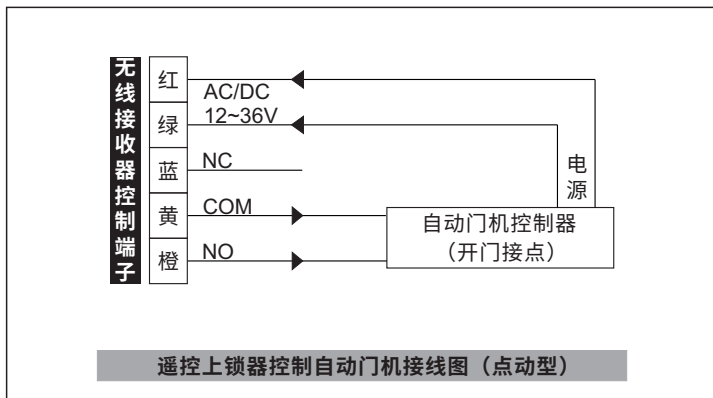 无线接收器控制端子
红
AC/DC
12~36V
绿
蓝
NC
黄
COM
橙
NO
电源
自动门机控制器
（开门接点）
遥控上锁器控制自动门机接线图（点动型）